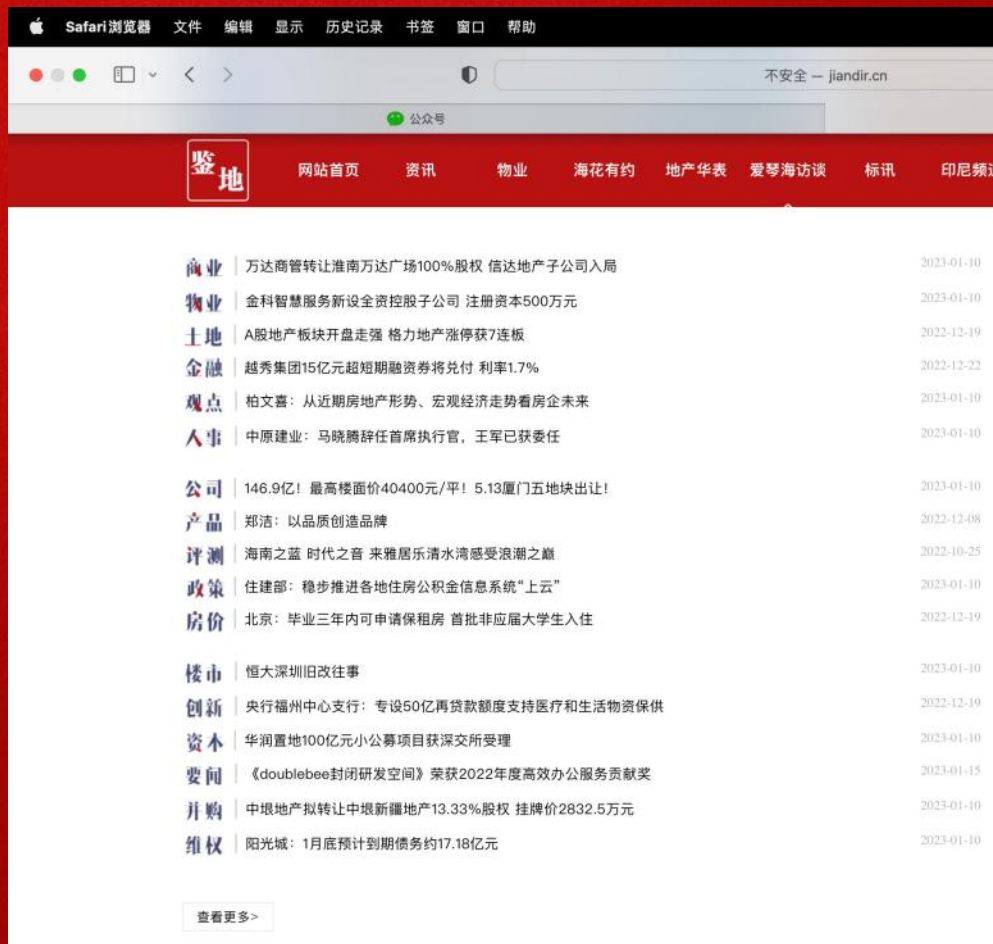 Safari浏览器 文件 编辑 显示 历史记录 书签 窗口 帮助
不安全 — jiandir.cn
公众号
鉴地 网站首页 资讯 物业 海花有约 地产华表 爱琴海访谈 标讯 印尼频
商业 万达商管转让淮南万达广场100%股权 信达地产子公司入局 2023-01-10
物业 金科智慧服务新设全资控股子公司 注册资本500万元 2023-01-10
土地 A股地产板块开盘走强 格力地产涨停获7连板 2022-12-19
金融 越秀集团15亿元超短期融资券将兑付 利率1.7% 2022-12-22
观点 柏文喜：从近期房地产形势、宏观经济走势看房企未来 2023-01-10
人事 中原建业：马晓腾辞任首席执行官，王军已获委任 2023-01-10
公司 146.9亿！最高楼面价40400元/平！5.13厦门五地块出让！ 2023-01-10
产品 郑洁：以品质创造品牌 2022-12-08
评测 海南之蓝 时代之音 来雅居乐清水湾感受浪潮之巅 2022-10-25
政策 住建部：稳步推进各地住房公积金信息系统“上云” 2023-01-10
房价 北京：毕业三年内可申请保租房 首批非应届大学生入住 2022-12-19
楼市 恒大深圳旧改往事 2023-01-10
创新 央行福州中心支行：专设50亿再贷款额度支持医疗和生活物资保供 2022-12-19
资本 华润置地100亿元小公募项目获深交所受理 2023-01-10
要闻 《doublebee封闭研发空间》荣获2022年度高效办公服务贡献奖 2023-01-15
并购 中垠地产拟转让中垠新疆地产13.33%股权 挂牌价2832.5万元 2023-01-10
维权 阳光城：1月底预计到期债务约17.18亿元 2023-01-10
查看更多>